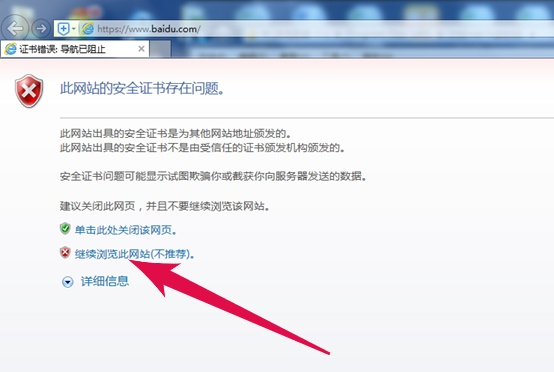 https://www.baidu.com/
证书错误: 导航已阻止
此网站的安全证书存在问题。
此网站出具的安全证书是为其他网站地址颁发的。
此网站出具的安全证书不是由受信任的证书颁发机构颁发的。
安全证书问题可能显示试图欺骗你或截获你向服务器发送的数据。
建议关闭此网页，并且不要继续浏览该网站。
单击此处关闭该网页。
继续浏览此网站(不推荐)。
详细信息